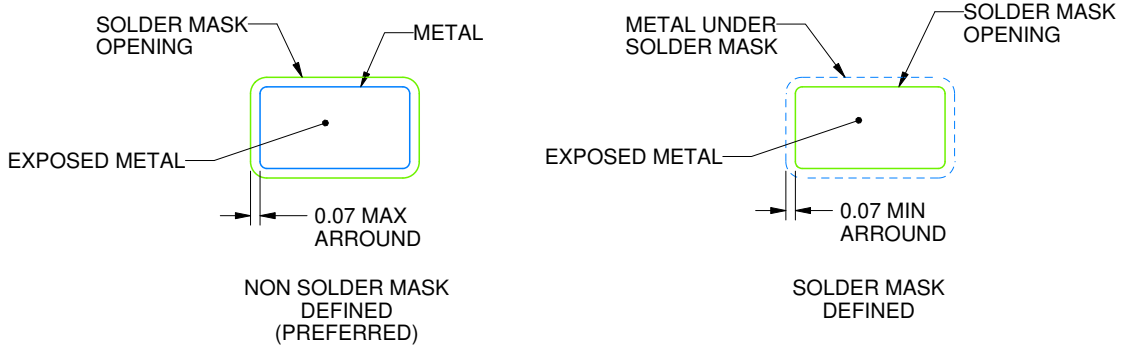 SOLDER MASK
OPENING
METAL
EXPOSED METAL
0.07 MAX
ARROUND
NON SOLDER MASK
DEFINED
(PREFERRED)
METAL UNDER
SOLDER MASK
SOLDER MASK
OPENING
EXPOSED METAL
0.07 MIN
ARROUND
SOLDER MASK
DEFINED